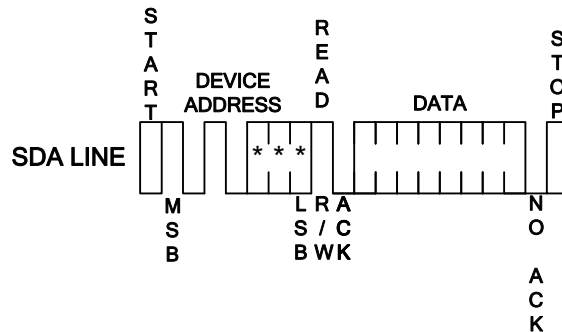 START
READ
STOP
DEVICE
ADDRESS
DATA
SDA LINE
* * *
MSB
LSB
R/W
ACK
NO ACK